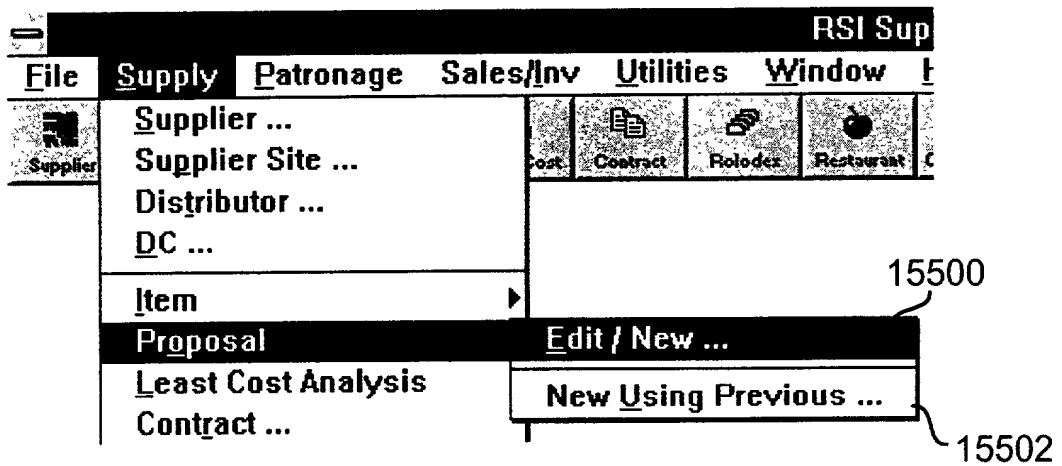 RSI Sup
File Supply Patronage Sales/Inv Utilities Window
Supplier Cost Contract Rolodex Restaurant
Supplier ...
Supplier Site ...
Distributor ...
DC ...
15500
Item
Proposal Edit / New ...
Least Cost Analysis New Using Previous ...
Contract ...
15502